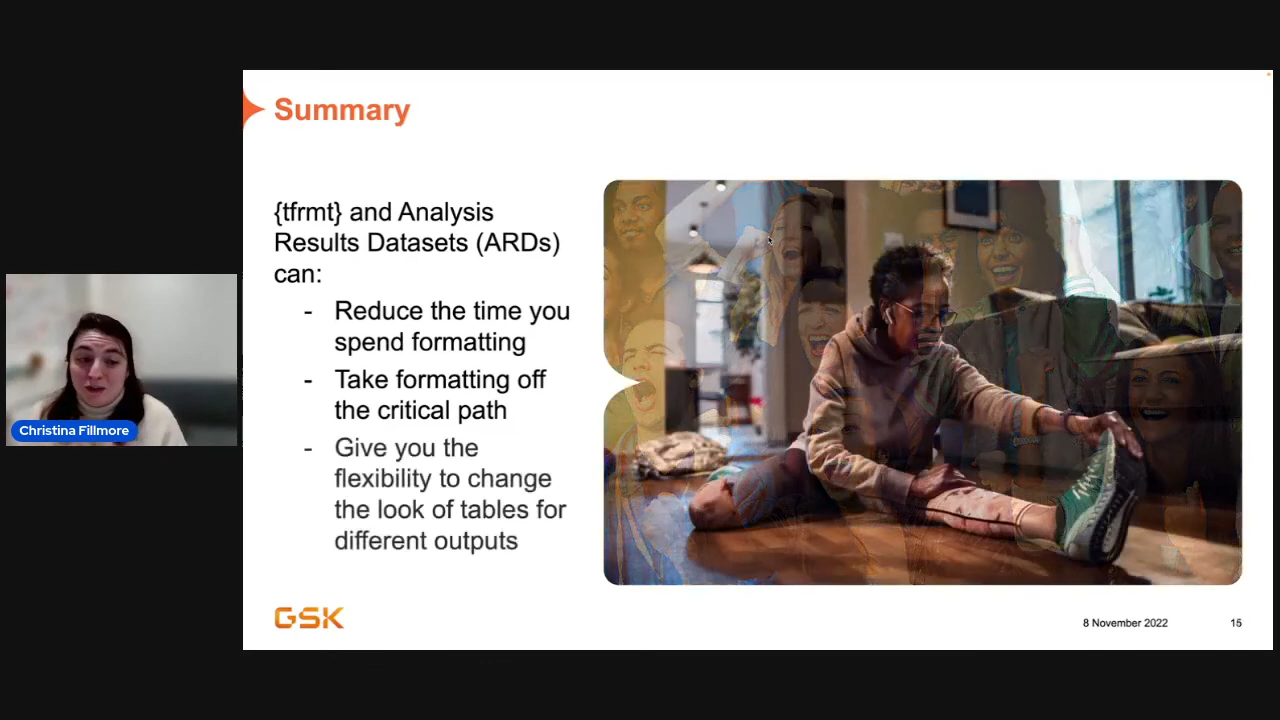 Summary
{tfrmt} and Analysis
Results Datasets (ARDs)
can:
- Reduce the time you
spend formatting
- Take formatting off
the critical path
- Give you the
flexibility to change
the look of tables for
different outputs
Christina Fillmore
GSK
8 November 2022
15